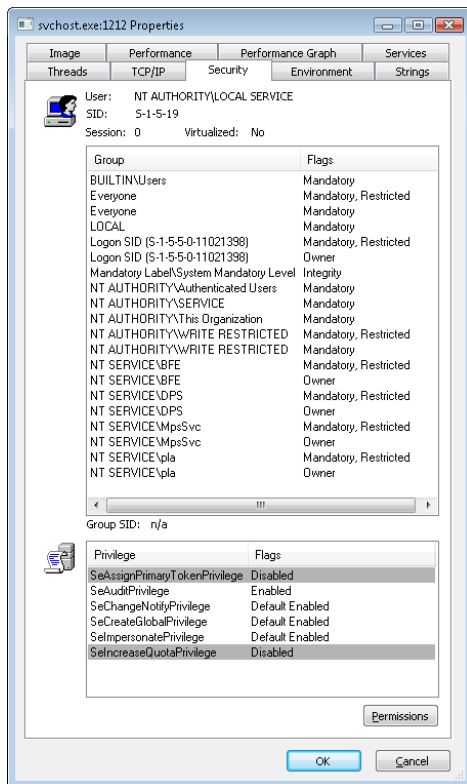 svchost.exe:1212 Properties
Image Performance Performance Graph Services
Threads TCP/IP Security Environment Strings
User: NT AUTHORITY\LOCAL SERVICE
SID: S-1-5-19
Session: 0 Virtualized: No
Group Flags
BUILTIN\Users Mandatory
Everyone Mandatory, Restricted
Everyone Mandatory
LOCAL Mandatory
Logon SID (S-1-5-5-0-11021398) Mandatory, Restricted
Logon SID (S-1-5-5-0-11021398) Owner
Mandatory Label\System Mandatory Level Integrity
NT AUTHORITY\Authenticated Users Mandatory
NT AUTHORITY\SERVICE Mandatory
NT AUTHORITY\This Organization Mandatory
NT AUTHORITY\WRITE RESTRICTED Mandatory, Restricted
NT AUTHORITY\WRITE RESTRICTED Mandatory
NT SERVICE\BFE Mandatory, Restricted
NT SERVICE\BFE Owner
NT SERVICE\DPS Mandatory, Restricted
NT SERVICE\DPS Owner
NT SERVICE\MpsSvc Mandatory, Restricted
NT SERVICE\MpsSvc Owner
NT SERVICE\pla Mandatory, Restricted
NT SERVICE\pla Owner
Group SID: n/a
Privilege Flags
SeAssignPrimaryTokenPrivilege Disabled
SeAuditPrivilege Enabled
SeChangeNotifyPrivilege Default Enabled
SeCreateGlobalPrivilege Default Enabled
SeImpersonatePrivilege Default Enabled
SeIncreaseQuotaPrivilege Disabled
Permissions
OK Cancel